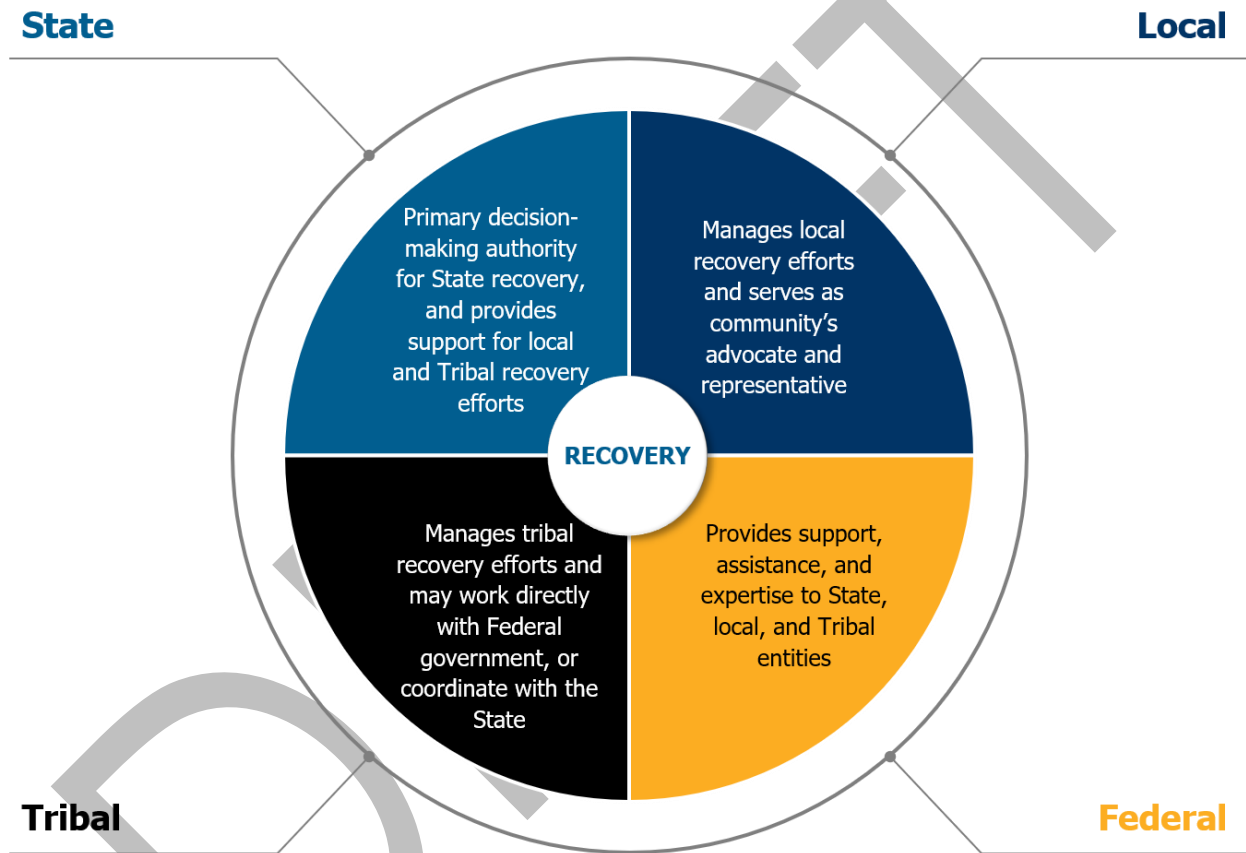 State
Local
Primary decision-
making authority
for State recovery,
and provides
support for local
and Tribal recovery
efforts
Manages local
recovery efforts
and serves as
community’s
advocate and
representative
RECOVERY
Manages tribal
recovery efforts and
may work directly
with Federal
government, or
coordinate with the
State
Provides support,
assistance, and
expertise to State,
local, and Tribal
entities
Tribal
Federal